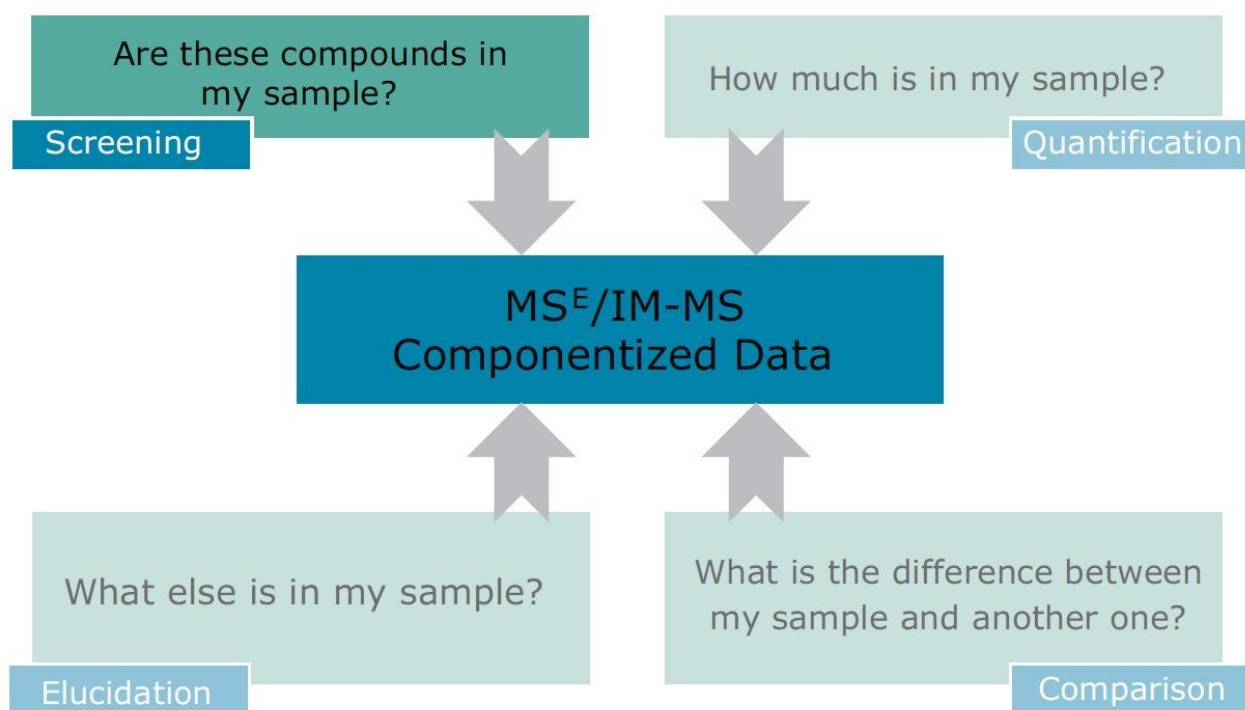 Are these compounds in
my sample?
Screening
How much is in my sample?
Quantification
MSᴱ/IM-MS
Componentized Data
What else is in my sample?
Elucidation
What is the difference between
my sample and another one?
Comparison